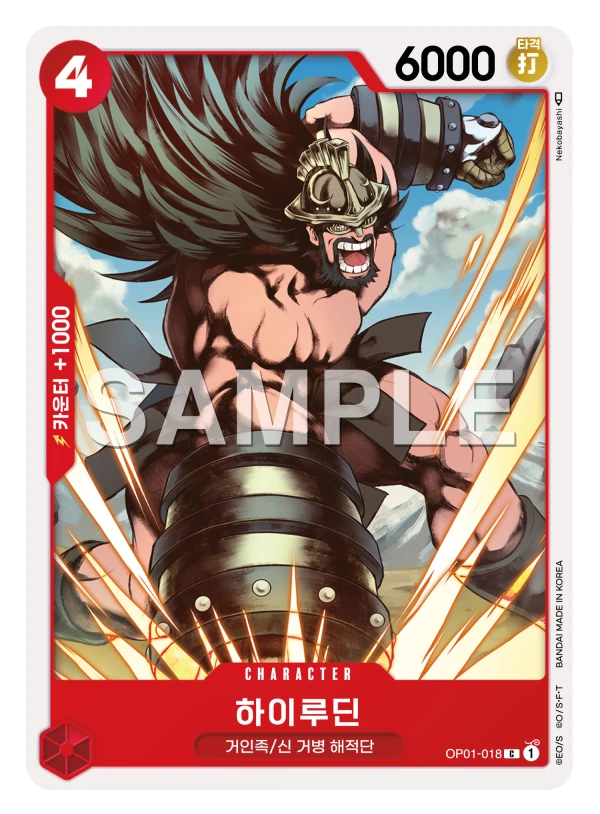 4
6000
타격
打
Nekobayashi
카운터 +1000
SAMPLE
CHARACTER
하이루딘
거인족/신 거병 해적단
OP01-018 C 1
©EO/S ©O/S·F·T BANDAI MADE IN KOREA